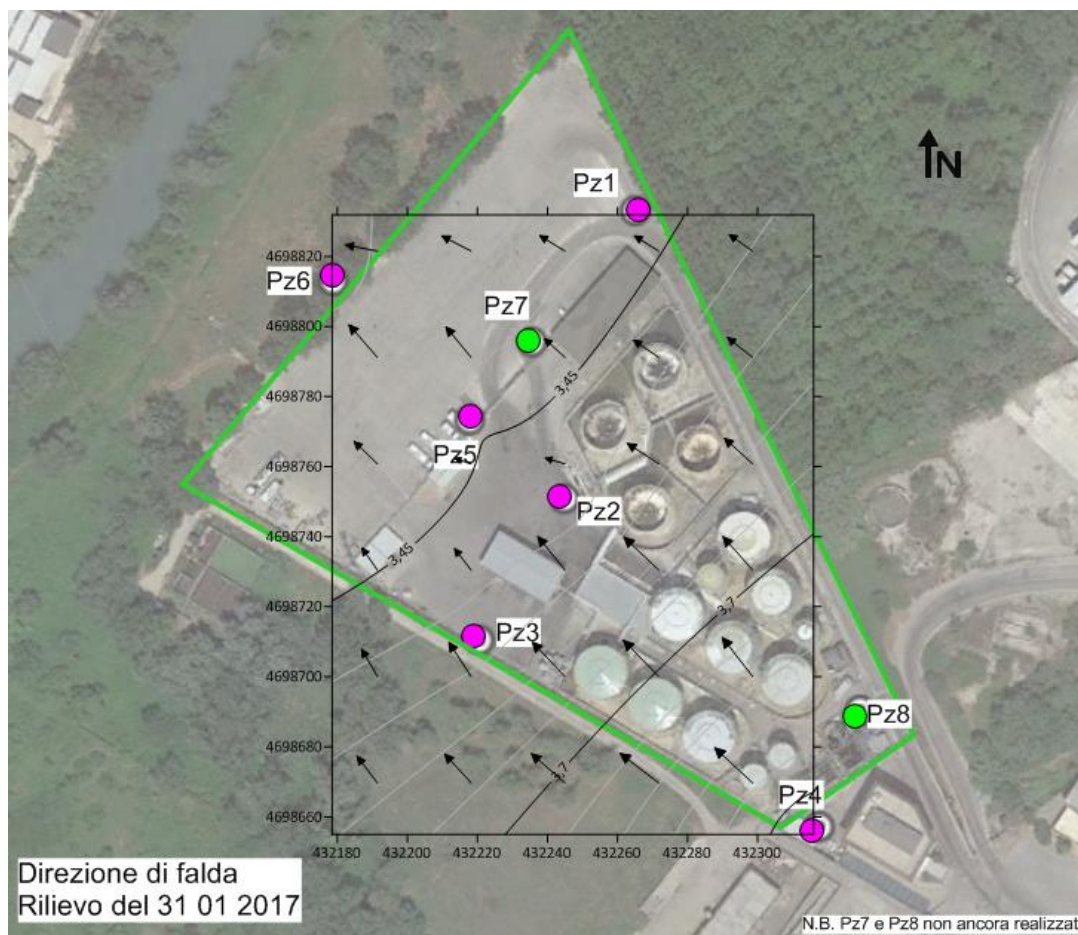 N
Pz1
4698820
Pz6
Pz7
4698800
4698780
3,45
4698760
Pz5
Pz2
4698740
3,45
4698720
3,7
Pz3
4698700
Pz8
4698680
3,7
Pz4
4698660
432180 432200 432220 432240 432260 432280 432300
Direzione di falda
Rilievo del 31 01 2017
N.B. Pz7 e Pz8 non ancora realizzat